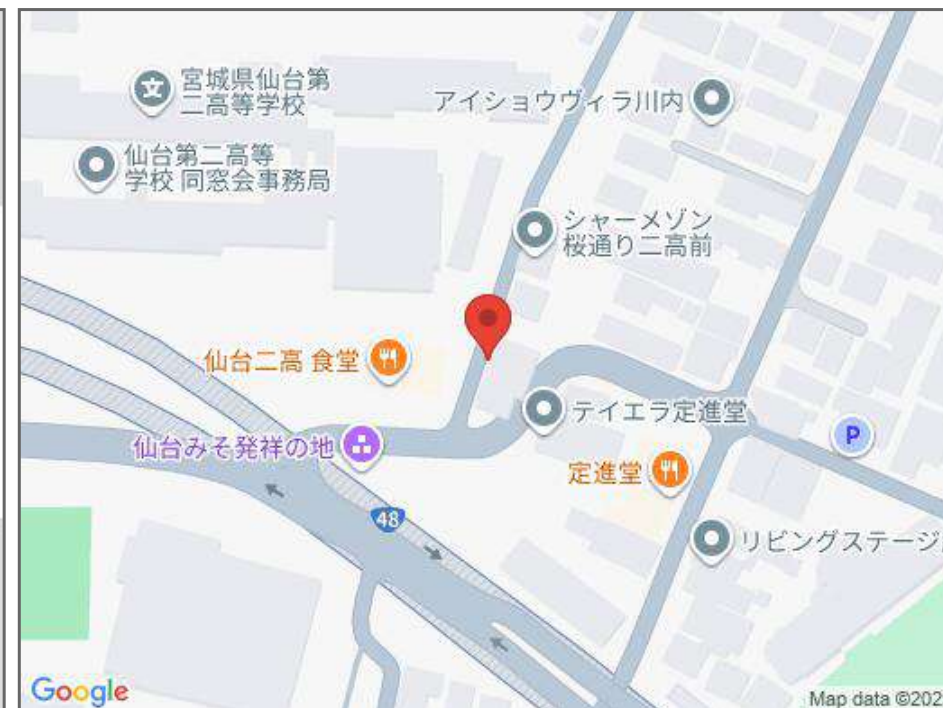 宮城県仙台第
二高等学校
アイショウヴィラ川内
仙台第二高等
学校 同窓会事務局
シャーメゾン
桜通り二高前
仙台二高 食堂
テイエラ定進堂
仙台みそ発祥の地
P
定進堂
48
リビングステージ
Google
Map data ©202